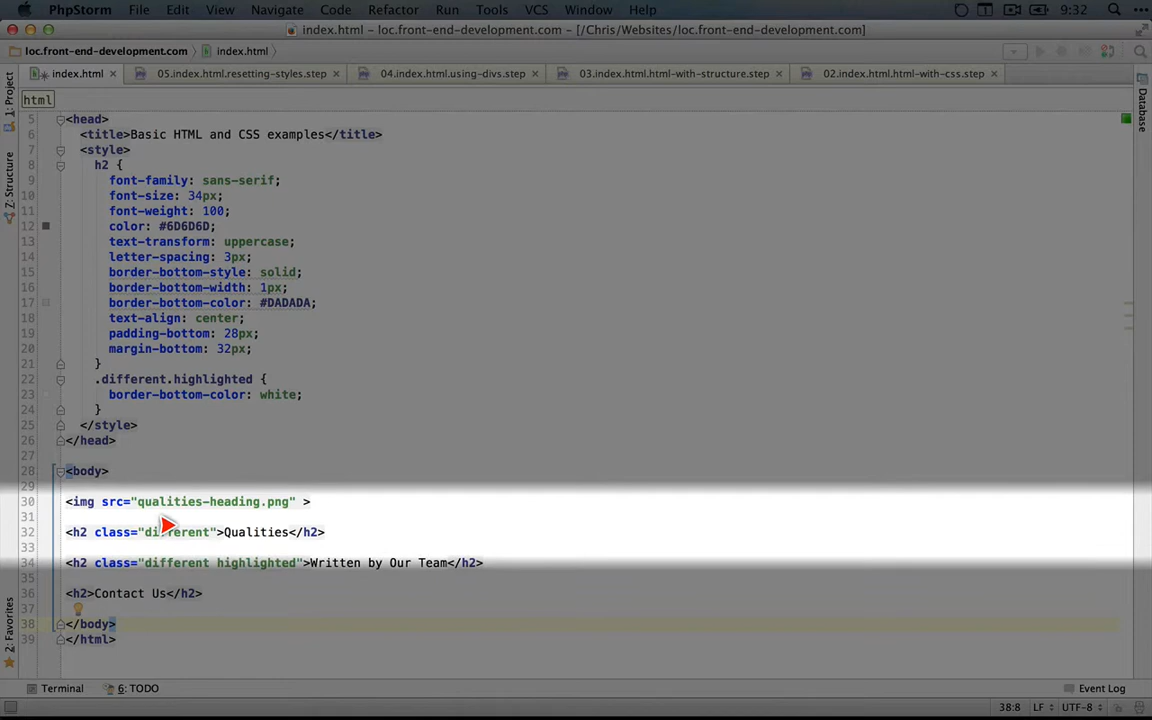 PhpStorm File Edit View Navigate Code Refactor Run Tools VCS Window Help 9:32
index.html - loc.front-end-development.com - [/Chris/Websites/loc.front-end-development.com]
loc.front-end-development.com index.html
index.html 05.index.html.resetting-styles.step 04.index.html.using-divs.step 03.index.html.html-with-structure.step 02.index.html.html-with-css.step
html
1: Project
Z: Structure
2: Favorites
Database
5 <head>
6 <title>Basic HTML and CSS examples</title>
7 <style>
8 h2 {
9 font-family: sans-serif;
10 font-size: 34px;
11 font-weight: 100;
12 color: #6D6D6D;
13 text-transform: uppercase;
14 letter-spacing: 3px;
15 border-bottom-style: solid;
16 border-bottom-width: 1px;
17 border-bottom-color: #DADADA;
18 text-align: center;
19 padding-bottom: 28px;
20 margin-bottom: 32px;
21 }
22 .different.highlighted {
23 border-bottom-color: white;
24 }
25 </style>
26 </head>
27
28 <body>
29
30 <img src="qualities-heading.png" >
31
32 <h2 class="different">Qualities</h2>
33
34 <h2 class="different highlighted">Written by Our Team</h2>
35
36 <h2>Contact Us</h2>
37
38 </body>
39 </html>
Terminal 6: TODO Event Log
38:8 LF UTF-8